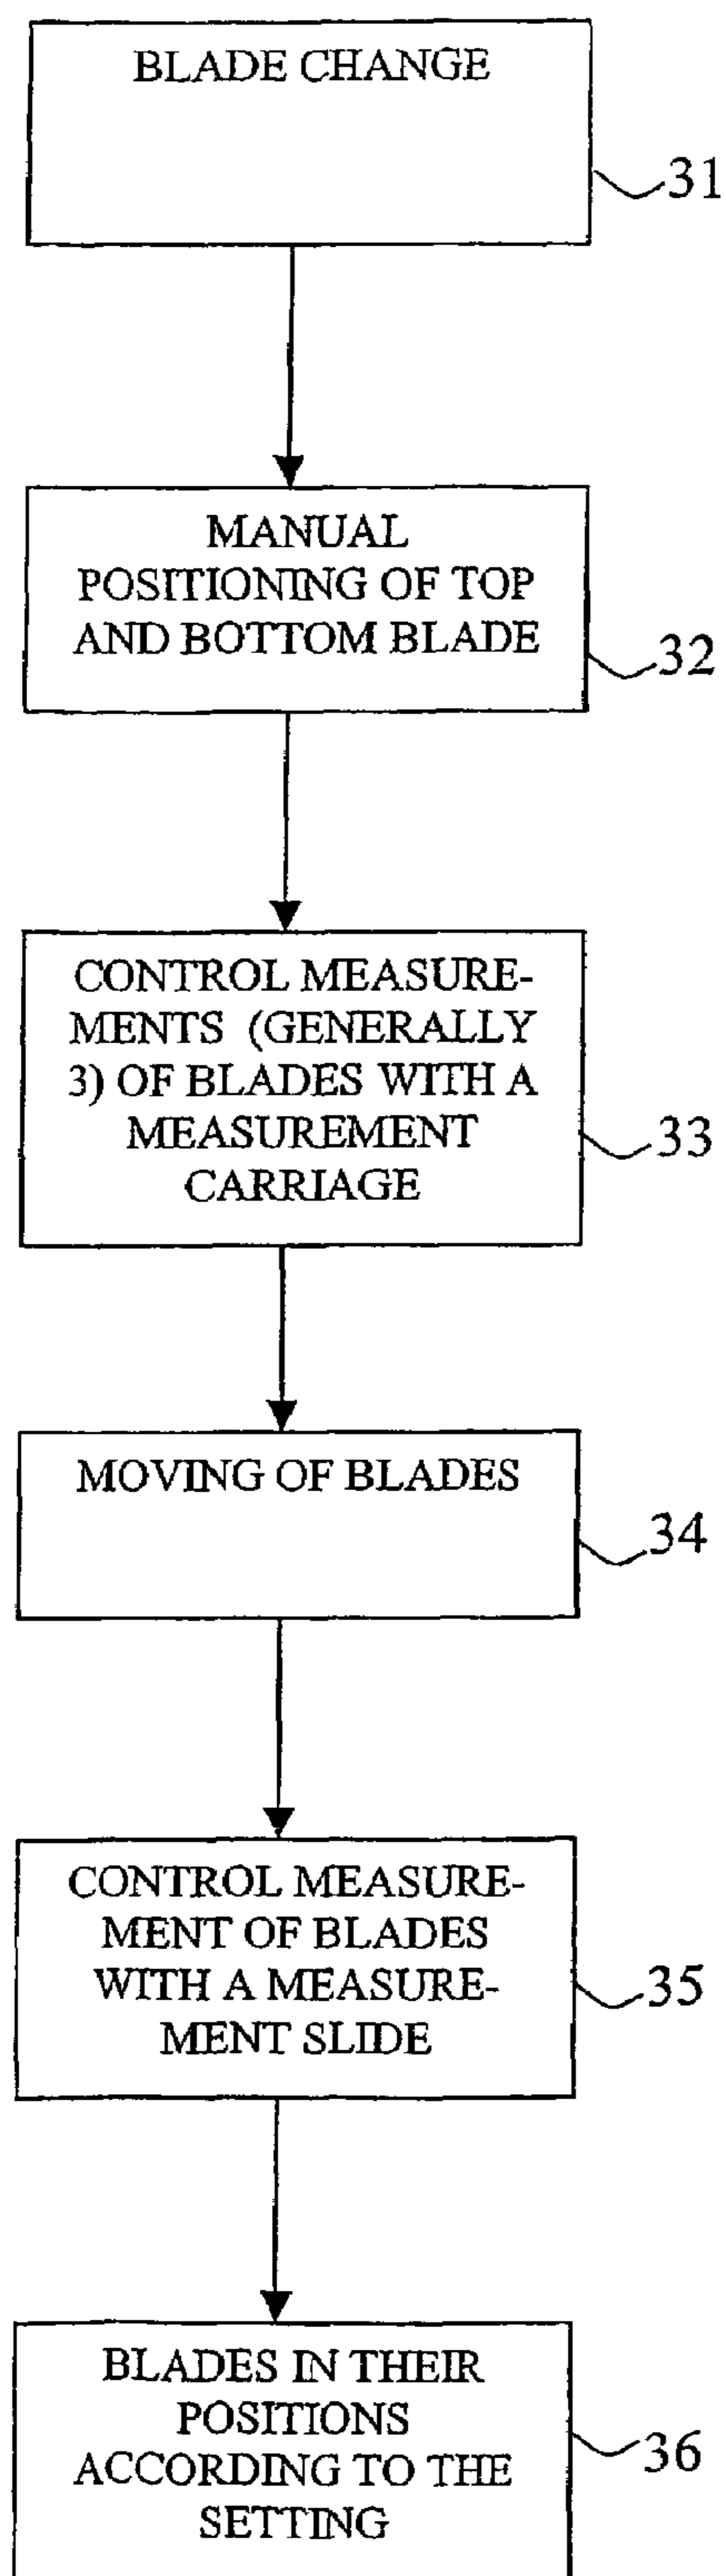 BLADE CHANGE
31
MANUAL
POSITIONING OF TOP
AND BOTTOM BLADE
32
CONTROL MEASURE-
MENTS (GENERALLY
3) OF BLADES WITH A
MEASUREMENT
CARRIAGE
33
MOVING OF BLADES
34
CONTROL MEASURE-
MENT OF BLADES
WITH A MEASURE-
MENT SLIDE
35
BLADES IN THEIR
POSITIONS
ACCORDING TO THE
SETTING
36